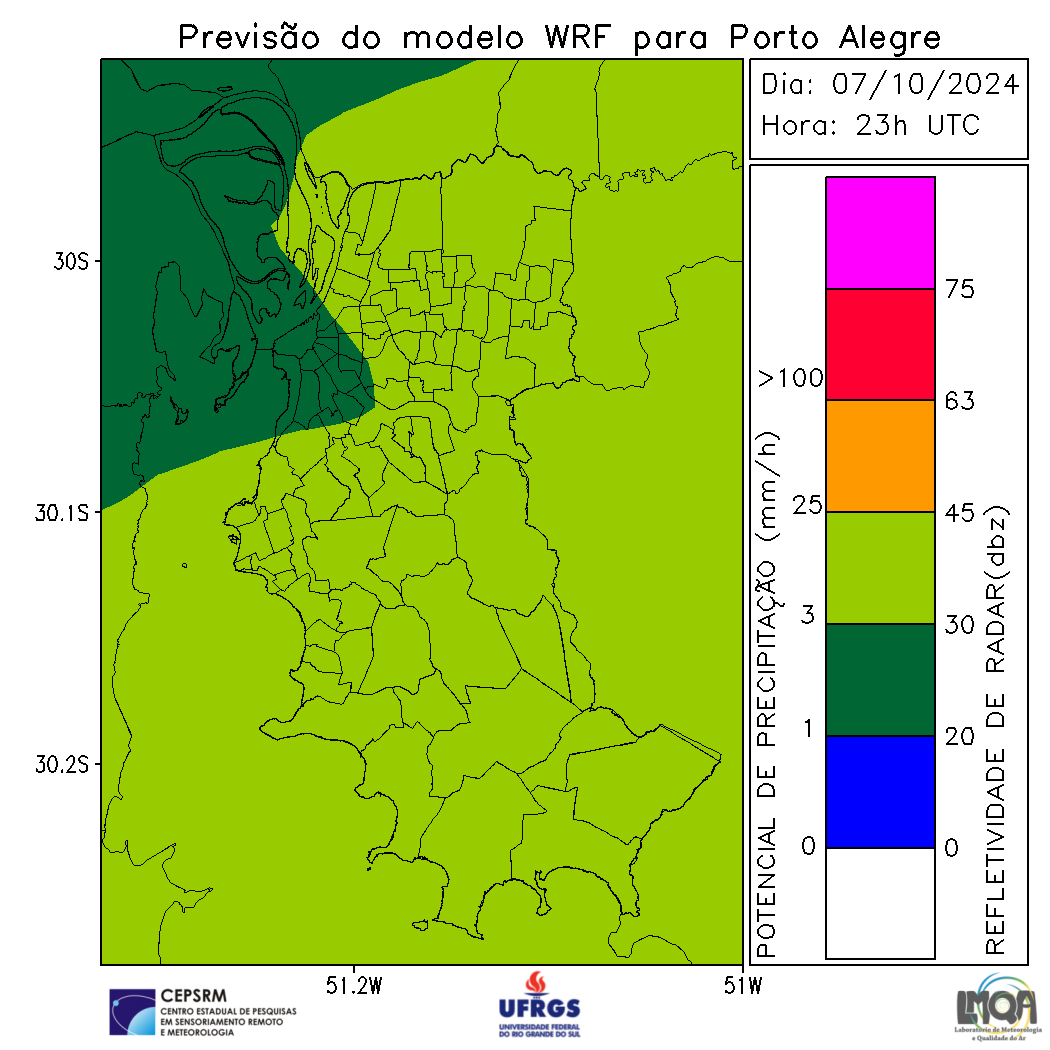 Previsão do modelo WRF para Porto Alegre
Dia: 07/10/2024
Hora: 23h UTC
30S
30.1S
30.2S
51.2W
51W
POTENCIAL DE PRECIPITAÇÃO (mm/h)
>100
25
3
1
0
75
63
45
30
20
0
REFLETIVIDADE DE RADAR(dbz)
CEPSRM
CENTRO ESTADUAL DE PESQUISAS
EM SENSORIAMENTO REMOTO
E METEOROLOGIA
UFRGS
UNIVERSIDADE FEDERAL
DO RIO GRANDE DO SUL
LMQA
Laboratório de Meteorologia
e Qualidade do Ar